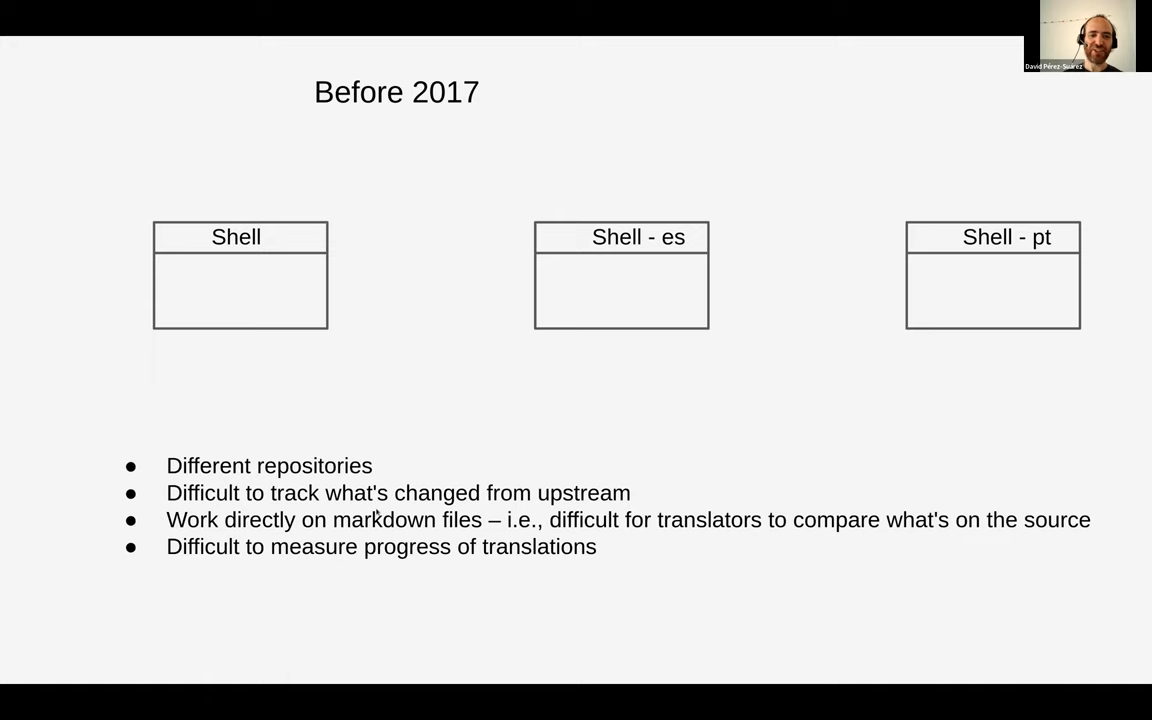 David Pérez-Suárez
Before 2017
Shell
Shell - es
Shell - pt
● Different repositories
● Difficult to track what's changed from upstream
● Work directly on markdown files – i.e., difficult for translators to compare what's on the source
● Difficult to measure progress of translations